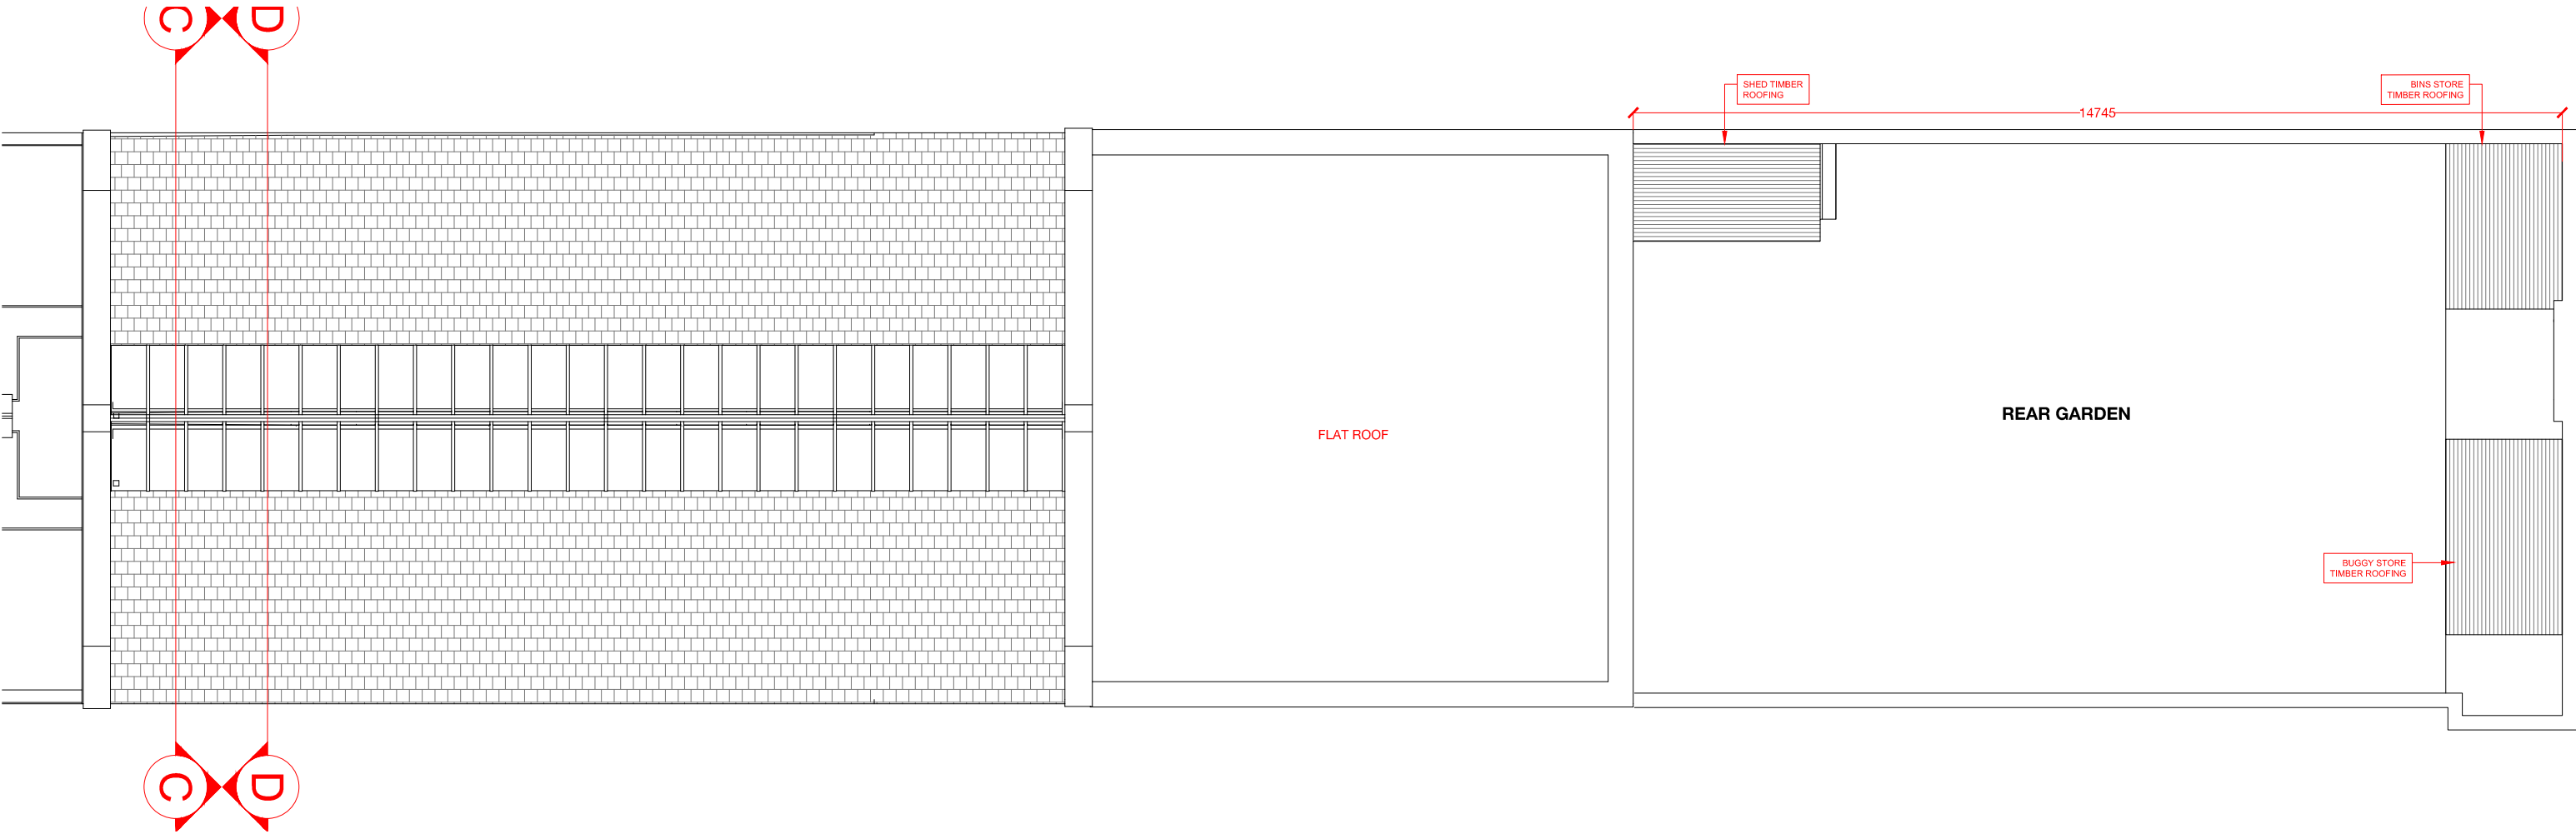 C D
SHED TIMBER
ROOFING
BINS STORE
TIMBER ROOFING
14745
REAR GARDEN
FLAT ROOF
BUGGY STORE
TIMBER ROOFING
C D